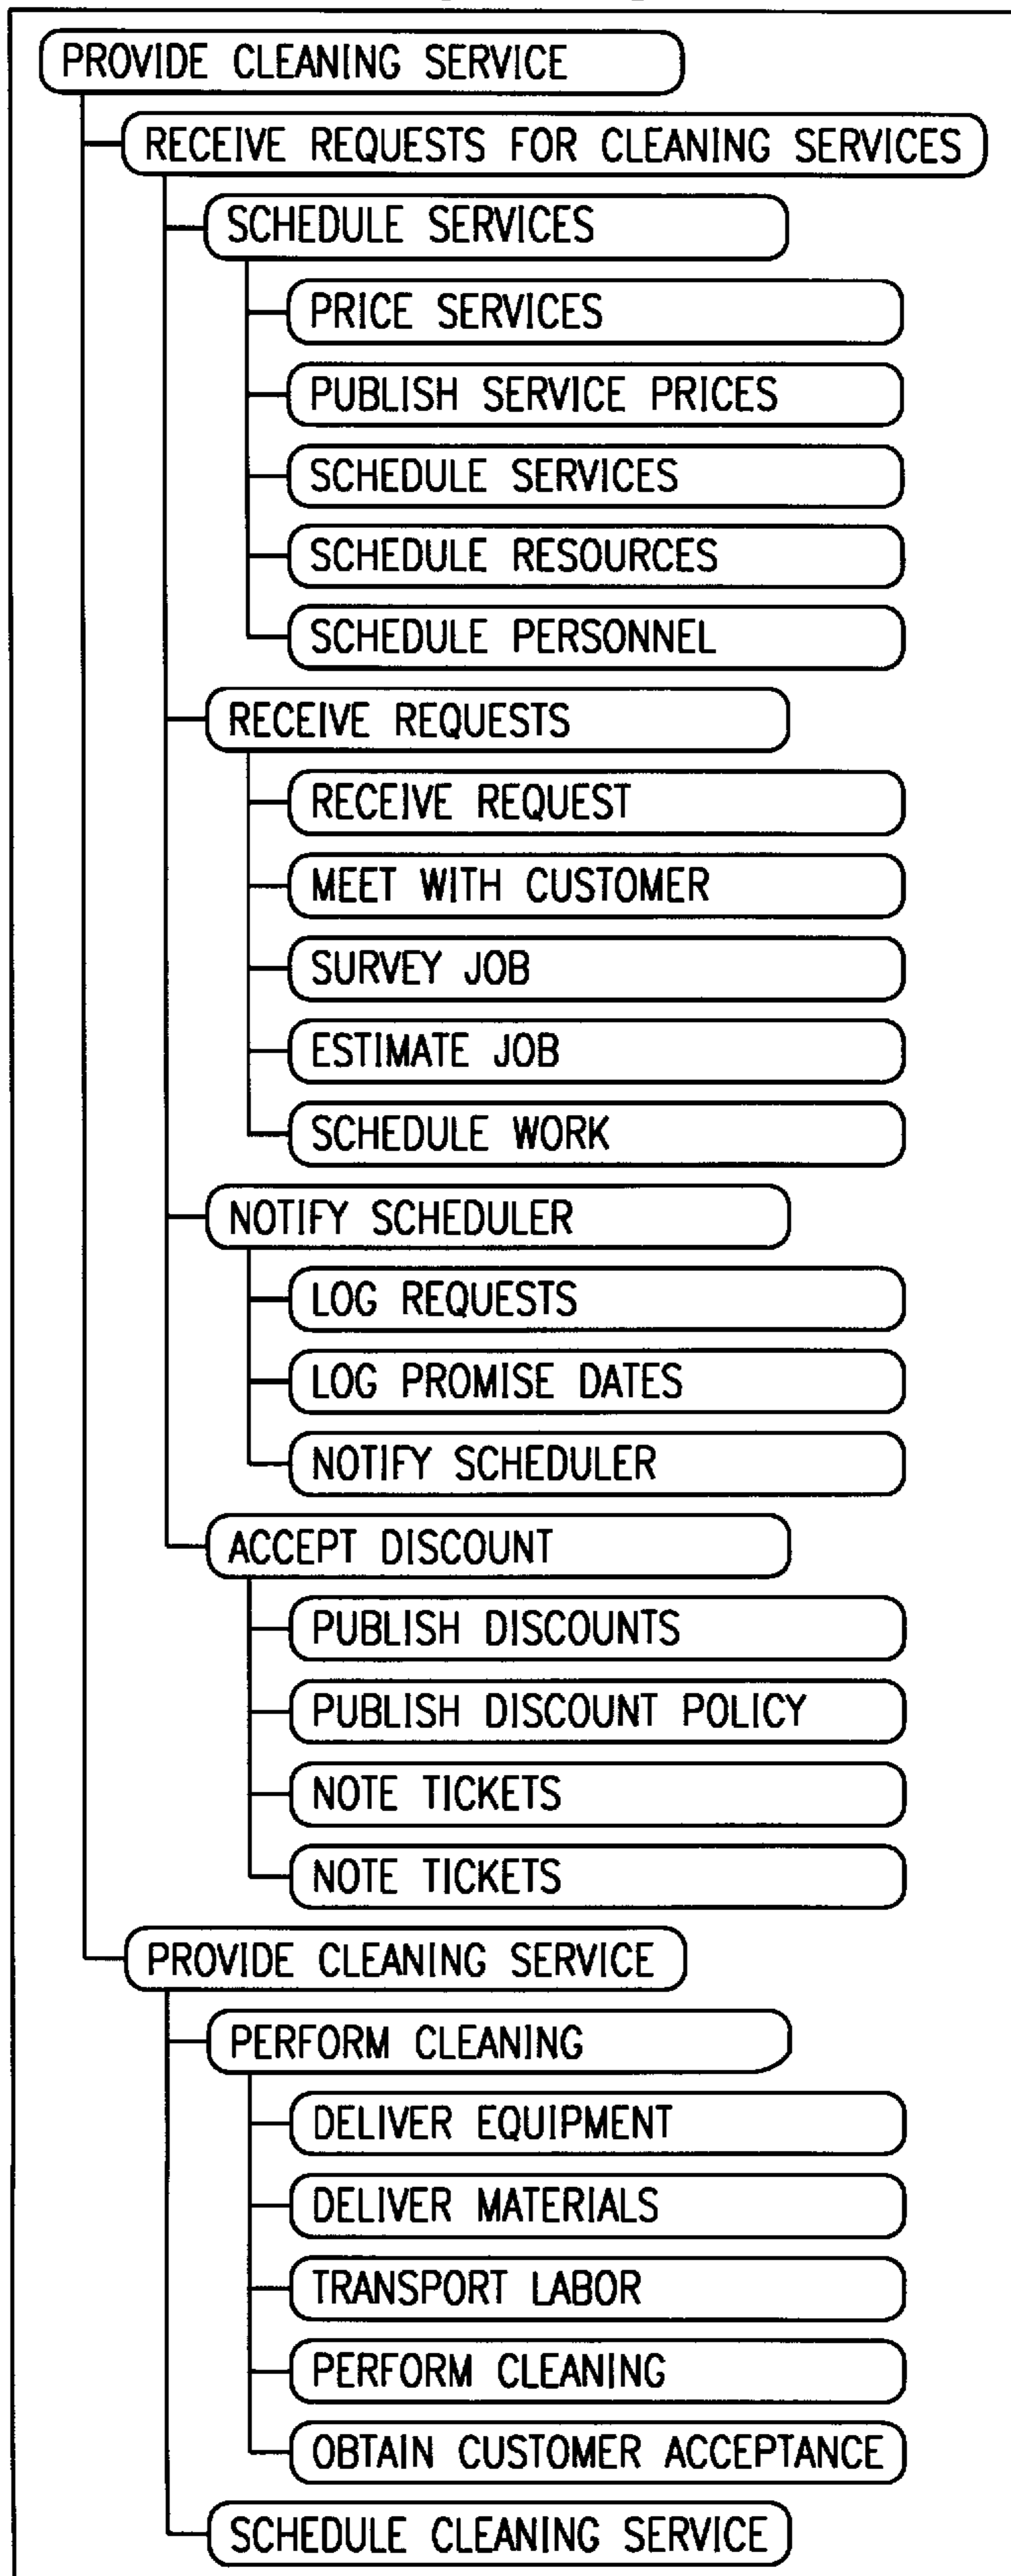 PROVIDE CLEANING SERVICE
RECEIVE REQUESTS FOR CLEANING SERVICES
SCHEDULE SERVICES
PRICE SERVICES
PUBLISH SERVICE PRICES
SCHEDULE SERVICES
SCHEDULE RESOURCES
SCHEDULE PERSONNEL
RECEIVE REQUESTS
RECEIVE REQUEST
MEET WITH CUSTOMER
SURVEY JOB
ESTIMATE JOB
SCHEDULE WORK
NOTIFY SCHEDULER
LOG REQUESTS
LOG PROMISE DATES
NOTIFY SCHEDULER
ACCEPT DISCOUNT
PUBLISH DISCOUNTS
PUBLISH DISCOUNT POLICY
NOTE TICKETS
NOTE TICKETS
PROVIDE CLEANING SERVICE
PERFORM CLEANING
DELIVER EQUIPMENT
DELIVER MATERIALS
TRANSPORT LABOR
PERFORM CLEANING
OBTAIN CUSTOMER ACCEPTANCE
SCHEDULE CLEANING SERVICE